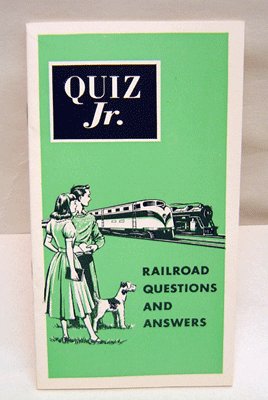 QUIZ
Jr.
RAILROAD
QUESTIONS
AND
ANSWERS